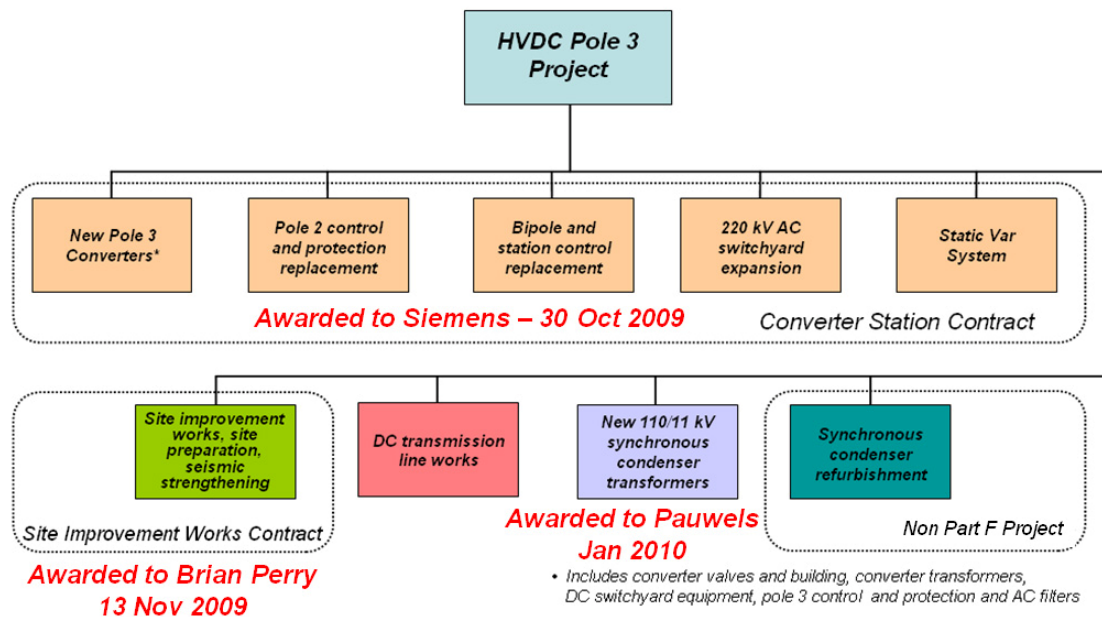 HVDC Pole 3
Project
New Pole 3
Converters*
Pole 2 control
and protection
replacement
Bipole and
station control
replacement
220 kV AC
switchyard
expansion
Static Var
System
Awarded to Siemens – 30 Oct 2009
Converter Station Contract
Site improvement
works, site
preparation,
seismic
strengthening
DC transmission
line works
New 110/11 kV
synchronous
condenser
transformers
Synchronous
condenser
refurbishment
Site Improvement Works Contract
Awarded to Pauwels
Jan 2010
Non Part F Project
Awarded to Brian Perry
13 Nov 2009
• Includes converter valves and building, converter transformers,
DC switchyard equipment, pole 3 control and protection and AC filters